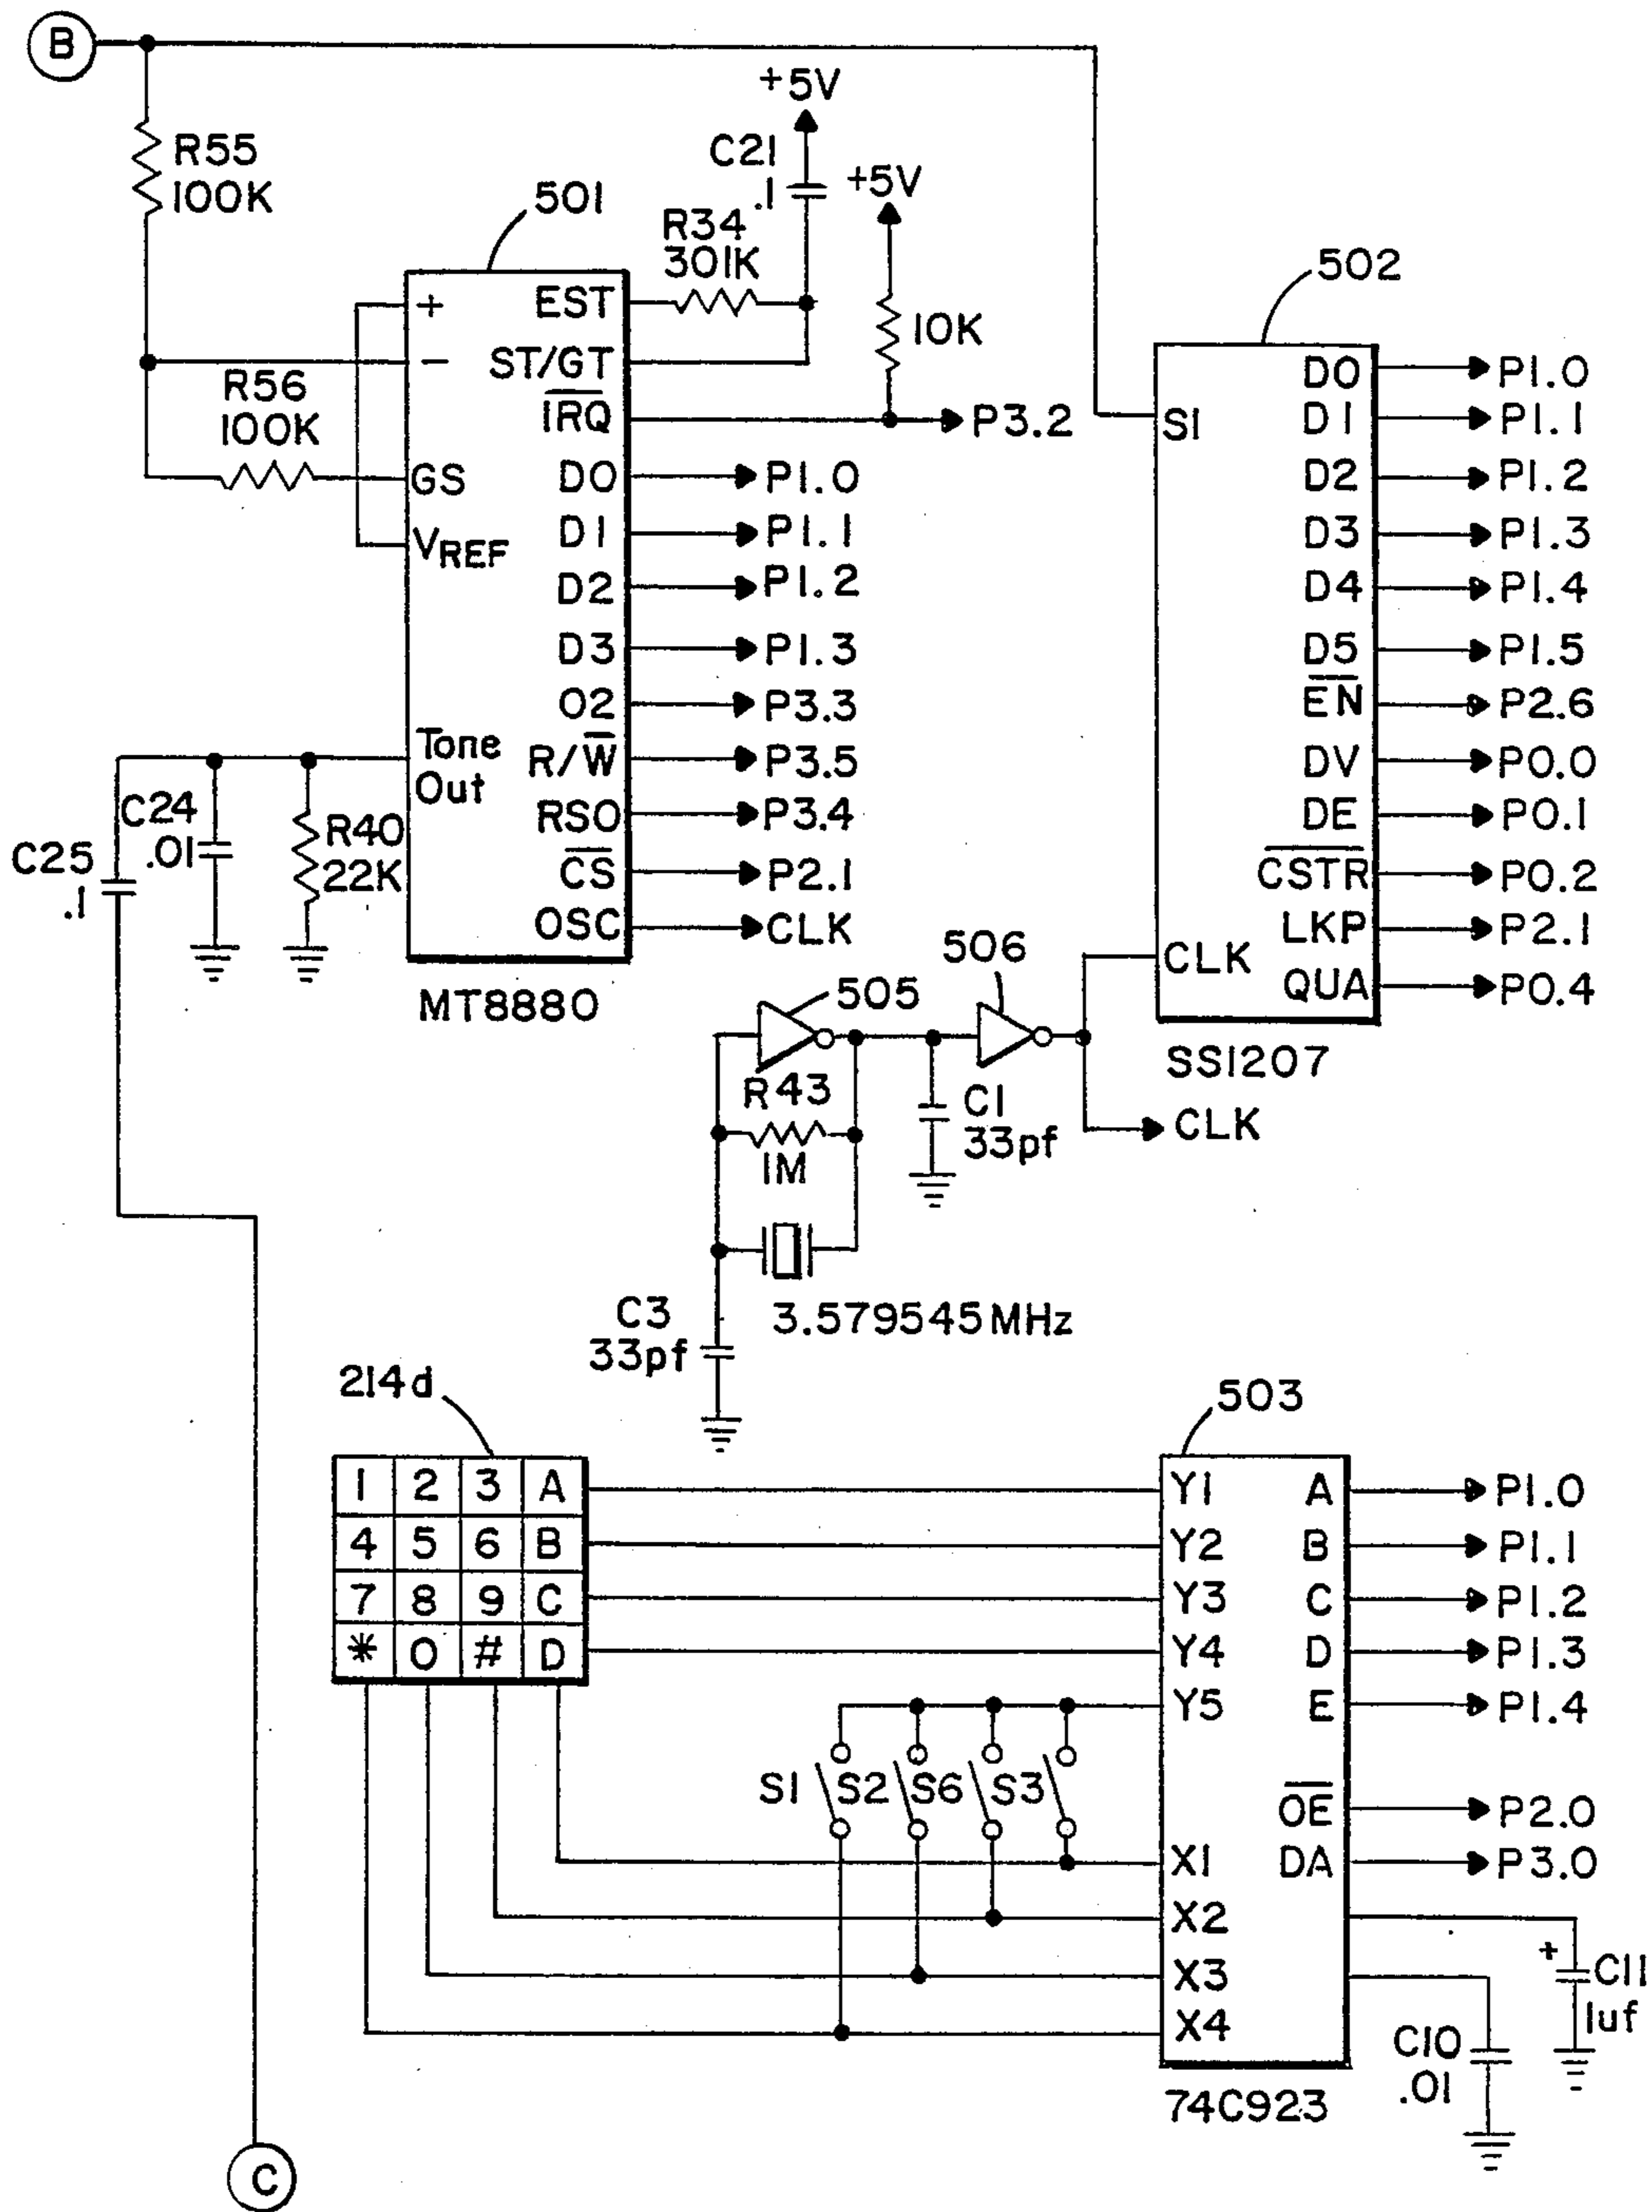 B
+5V
C21
.1
+5V
R55
100K
501
R34
301K
10K
502
+
EST
−
ST/GT
R56
100K
IRQ
P3.2
GS
VREF
D0
P1.0
D1
P1.1
D2
P1.2
D3
P1.3
O2
P3.3
Tone
Out
R/W
P3.5
RSO
P3.4
CS
P2.1
OSC
CLK
MT8880
C24
.01
R40
22K
C25
.1
SI
D0
P1.0
D1
P1.1
D2
P1.2
D3
P1.3
D4
P1.4
D5
P1.5
EN
P2.6
DV
P0.0
DE
P0.1
CSTR
P0.2
LKP
P2.1
CLK
QUA
P0.4
SSI207
505
506
R43
1M
C1
33pf
CLK
3.579545MHz
C3
33pf
214d
503
1 2 3 A
4 5 6 B
7 8 9 C
* 0 # D
Y1
A
P1.0
Y2
B
P1.1
Y3
C
P1.2
Y4
D
P1.3
Y5
E
P1.4
S1 S2 S6 S3
OE
P2.0
X1
DA
P3.0
X2
X3
X4
+
C11
1uf
C10
.01
74C923
C